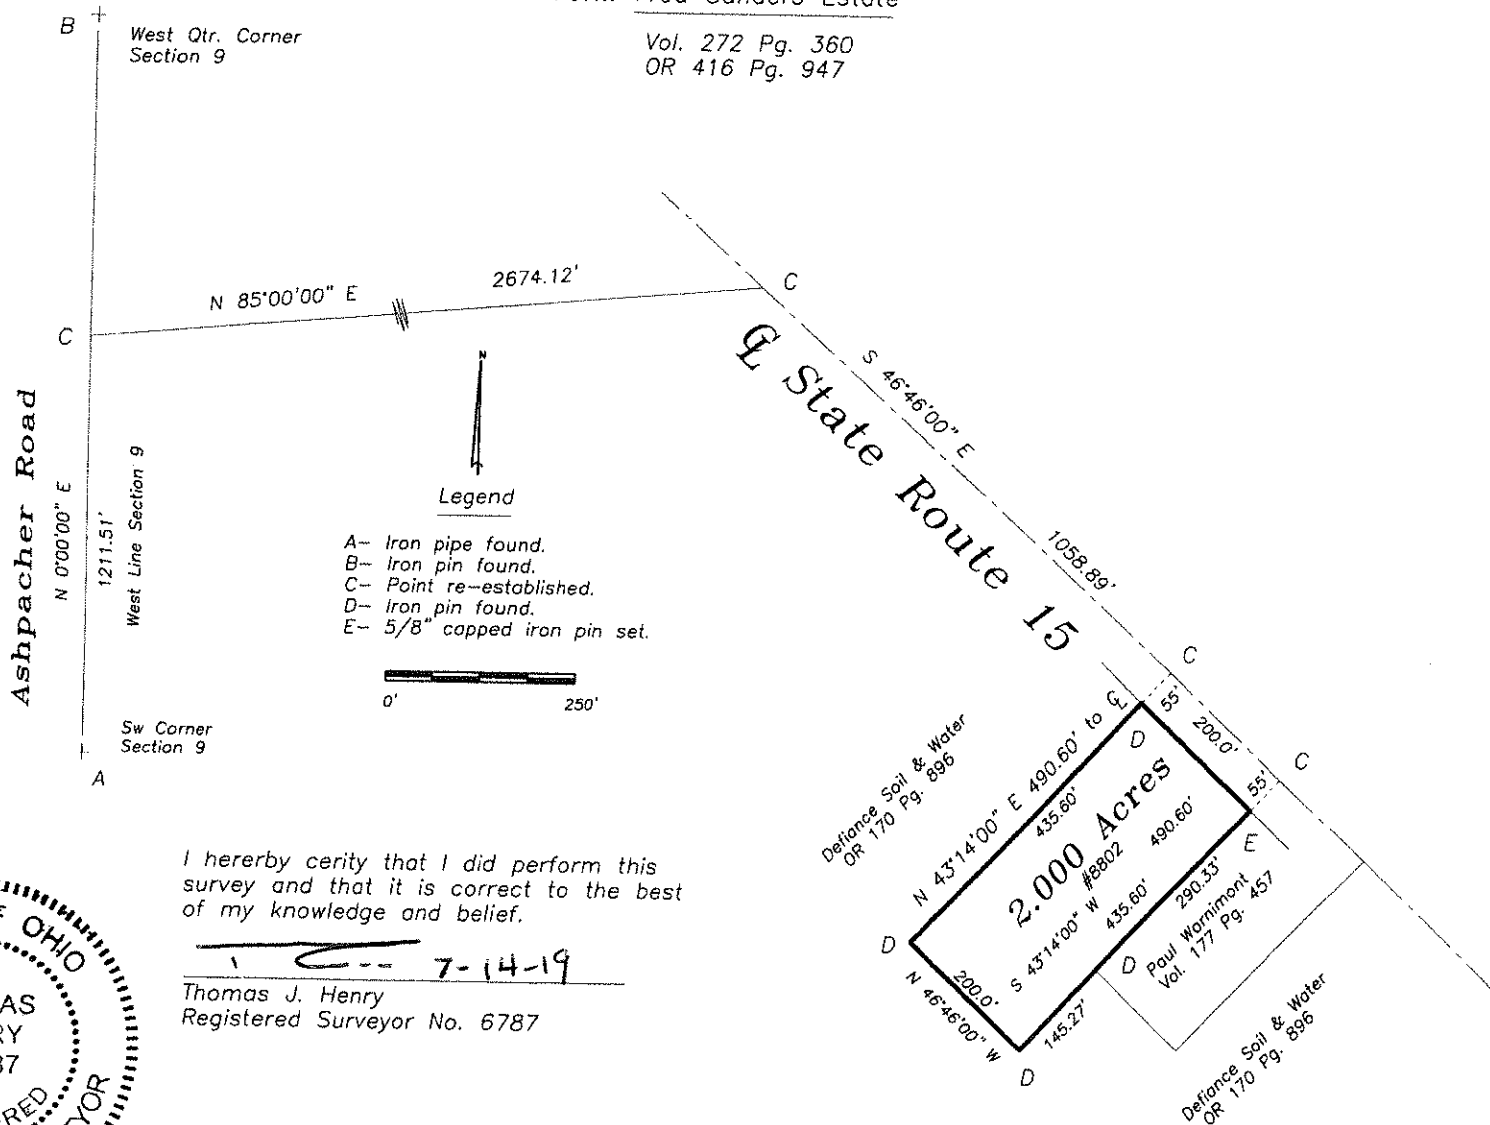 Sanders Estate
Vol. 272 Pg. 360
OR 416 Pg. 947
B
West Qtr. Corner
Section 9
N 85°00'00" E
2674.12'
C
C
℄ State Route 15
S 46°46'00" E
1058.89'
Ashpacher Road
N 0°00'00" E
1211.51'
West Line Section 9
N
Legend
A- Iron pipe found.
B- Iron pin found.
C- Point re-established.
D- Iron pin found.
E- 5/8" capped iron pin set.
0' 250'
Sw Corner
Section 9
A
C
55'
200.0'
C
55'
Defiance Soil & Water
OR 170 Pg. 896
N 43°14'00" E 490.60' to ℄
435.60'
D
2.000 Acres
#8802
490.60'
S 43°14'00" W
435.60'
E
290.33'
Paul Warnimont
Vol. 177 Pg. 457
D
D
200.0'
N 46°46'00" W
145.27'
D
Defiance Soil & Water
OR 170 Pg. 896
I hererby cerity that I did perform this
survey and that it is correct to the best
of my knowledge and belief.
7-14-19
Thomas J. Henry
Registered Surveyor No. 6787
OHIO
AS
RY
87
RED
YOR